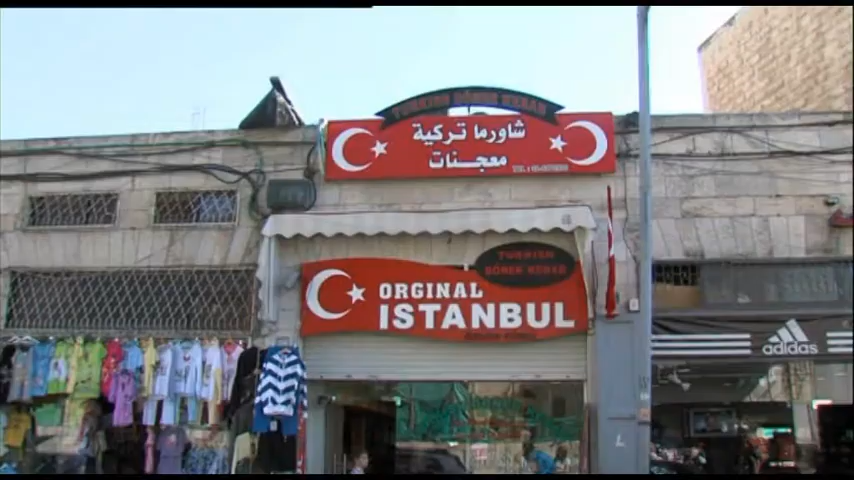 TURKISH DÖNER KEBAB
شاورما تركية
معجنات
TURKISH
DÖNER KEBAB
ORGINAL
ISTANBUL
adidas